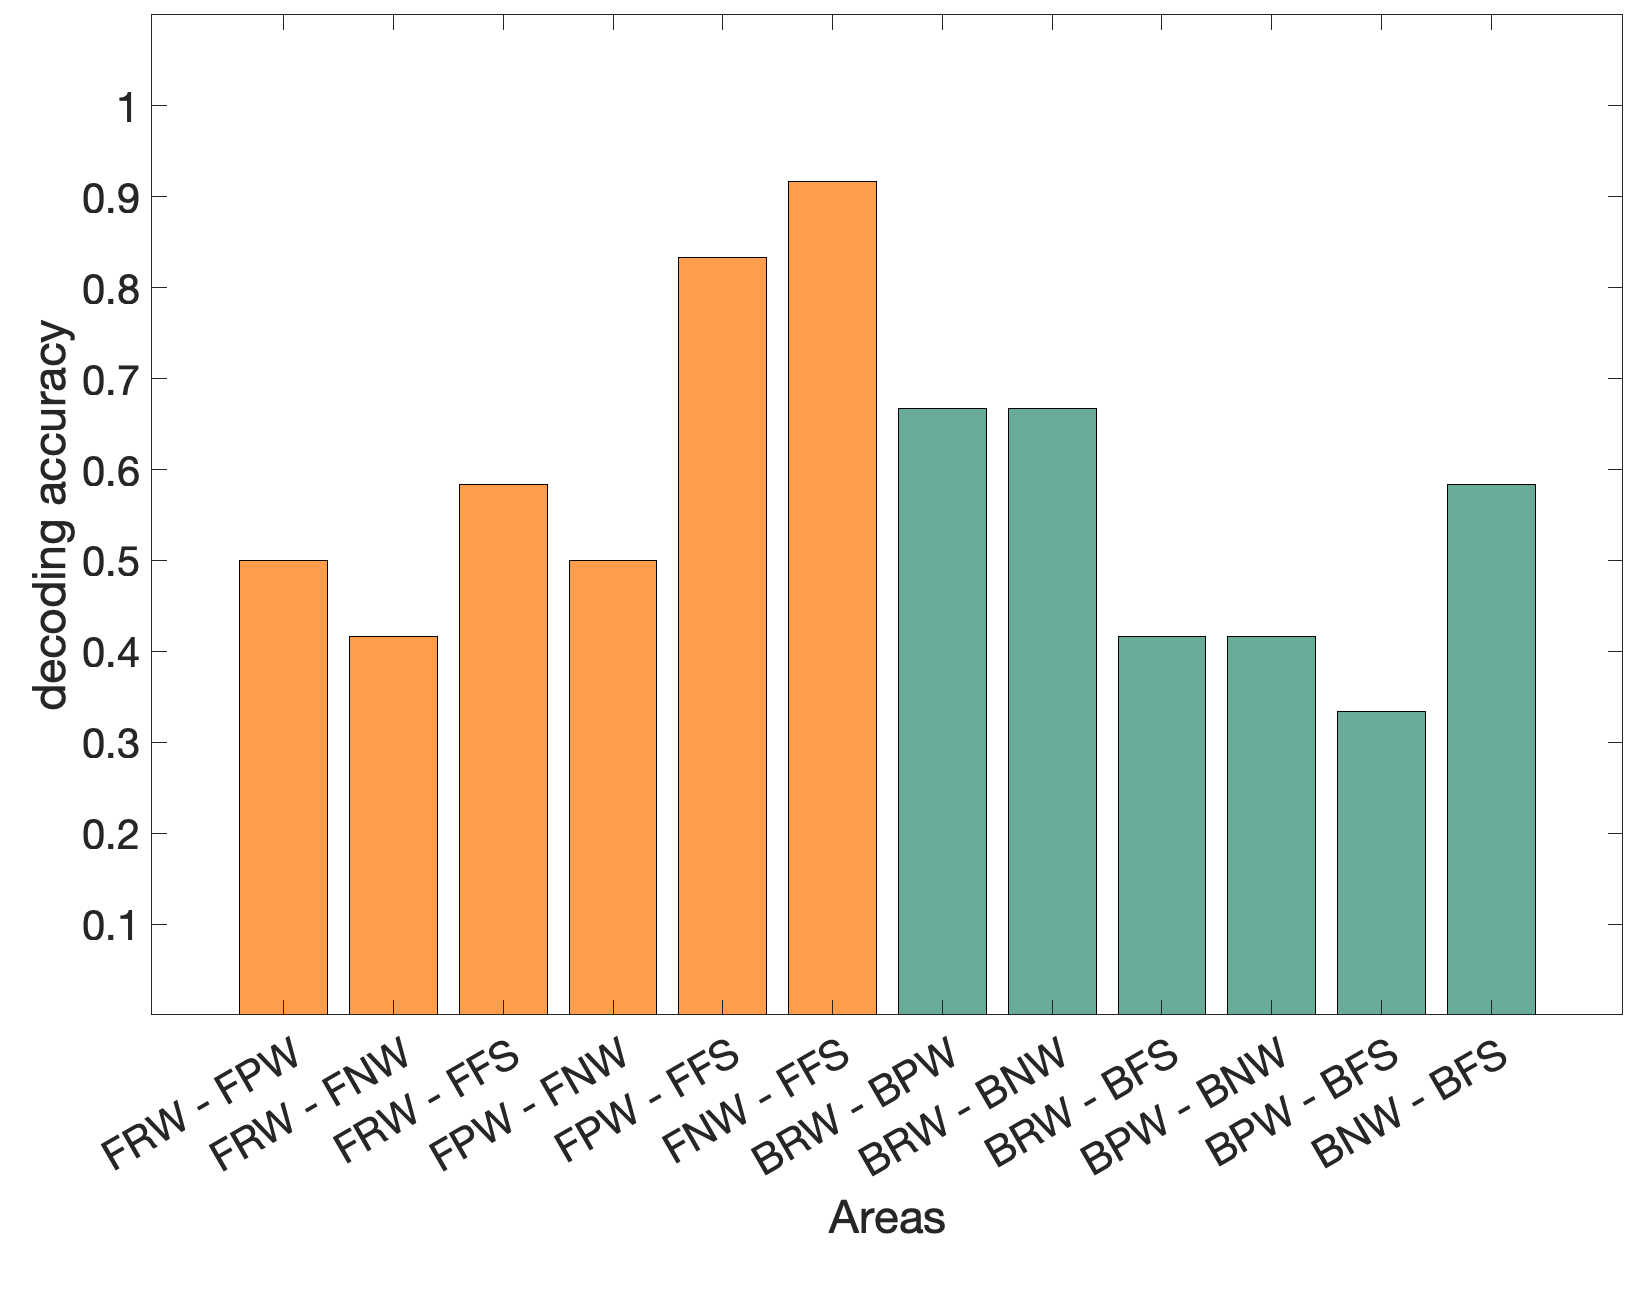 1
0.9
0.8
0.7
0.6
0.5
0.4
0.3
0.2
0.1
decoding accuracy
FRW - FPW
FRW - FNW
FRW - FFS
FPW - FNW
FPW - FFS
FNW - FFS
BRW - BPW
BRW - BNW
BRW - BFS
BPW - BNW
BPW - BFS
BNW - BFS
Areas